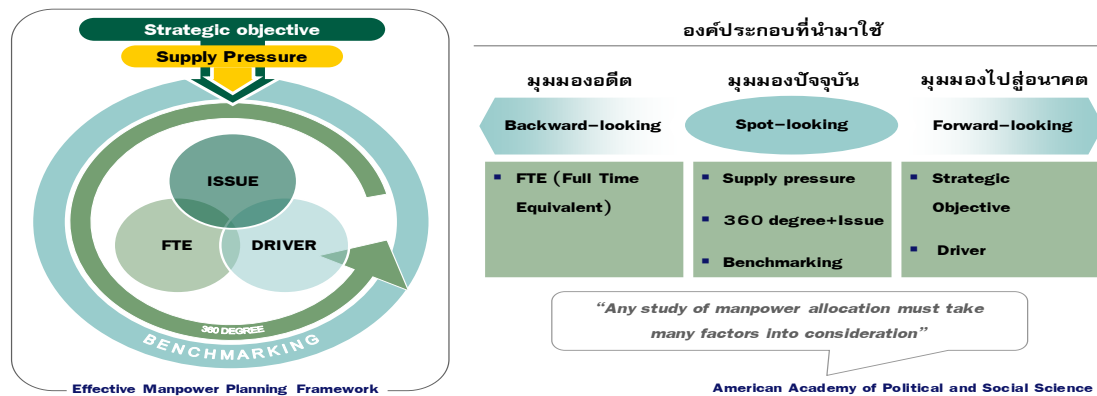 Strategic objective
Supply Pressure
ISSUE
FTE
DRIVER
360 DEGREE
BENCHMARKING
Effective Manpower Planning Framework
องค์ประกอบที่นำมาใช้
มุมมองอดีต
มุมมองปัจจุบัน
มุมมองไปสู่อนาคต
Backward-looking
Spot-looking
Forward-looking
▪ FTE (Full Time
Equivalent)
▪ Supply pressure
▪ 360 degree+Issue
▪ Benchmarking
▪ Strategic
Objective
▪ Driver
“Any study of manpower allocation must take
many factors into consideration”
American Academy of Political and Social Science